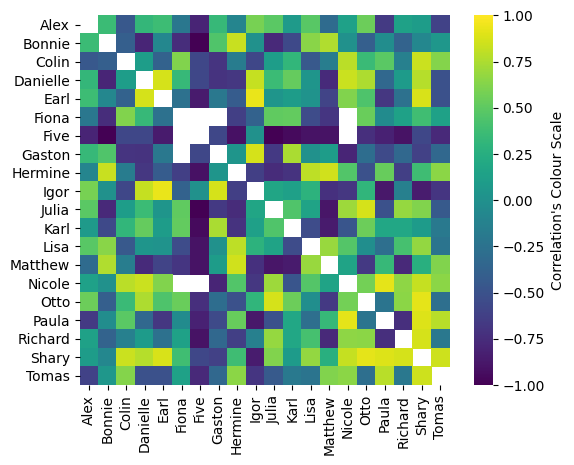 Alex
Bonnie
Colin
Danielle
Earl
Fiona
Five
Gaston
Hermine
Igor
Julia
Karl
Lisa
Matthew
Nicole
Otto
Paula
Richard
Shary
Tomas
Alex
Bonnie
Colin
Danielle
Earl
Fiona
Five
Gaston
Hermine
Igor
Julia
Karl
Lisa
Matthew
Nicole
Otto
Paula
Richard
Shary
Tomas
1.00
0.75
0.50
0.25
0.00
−0.25
−0.50
−0.75
−1.00
Correlation's Colour Scale